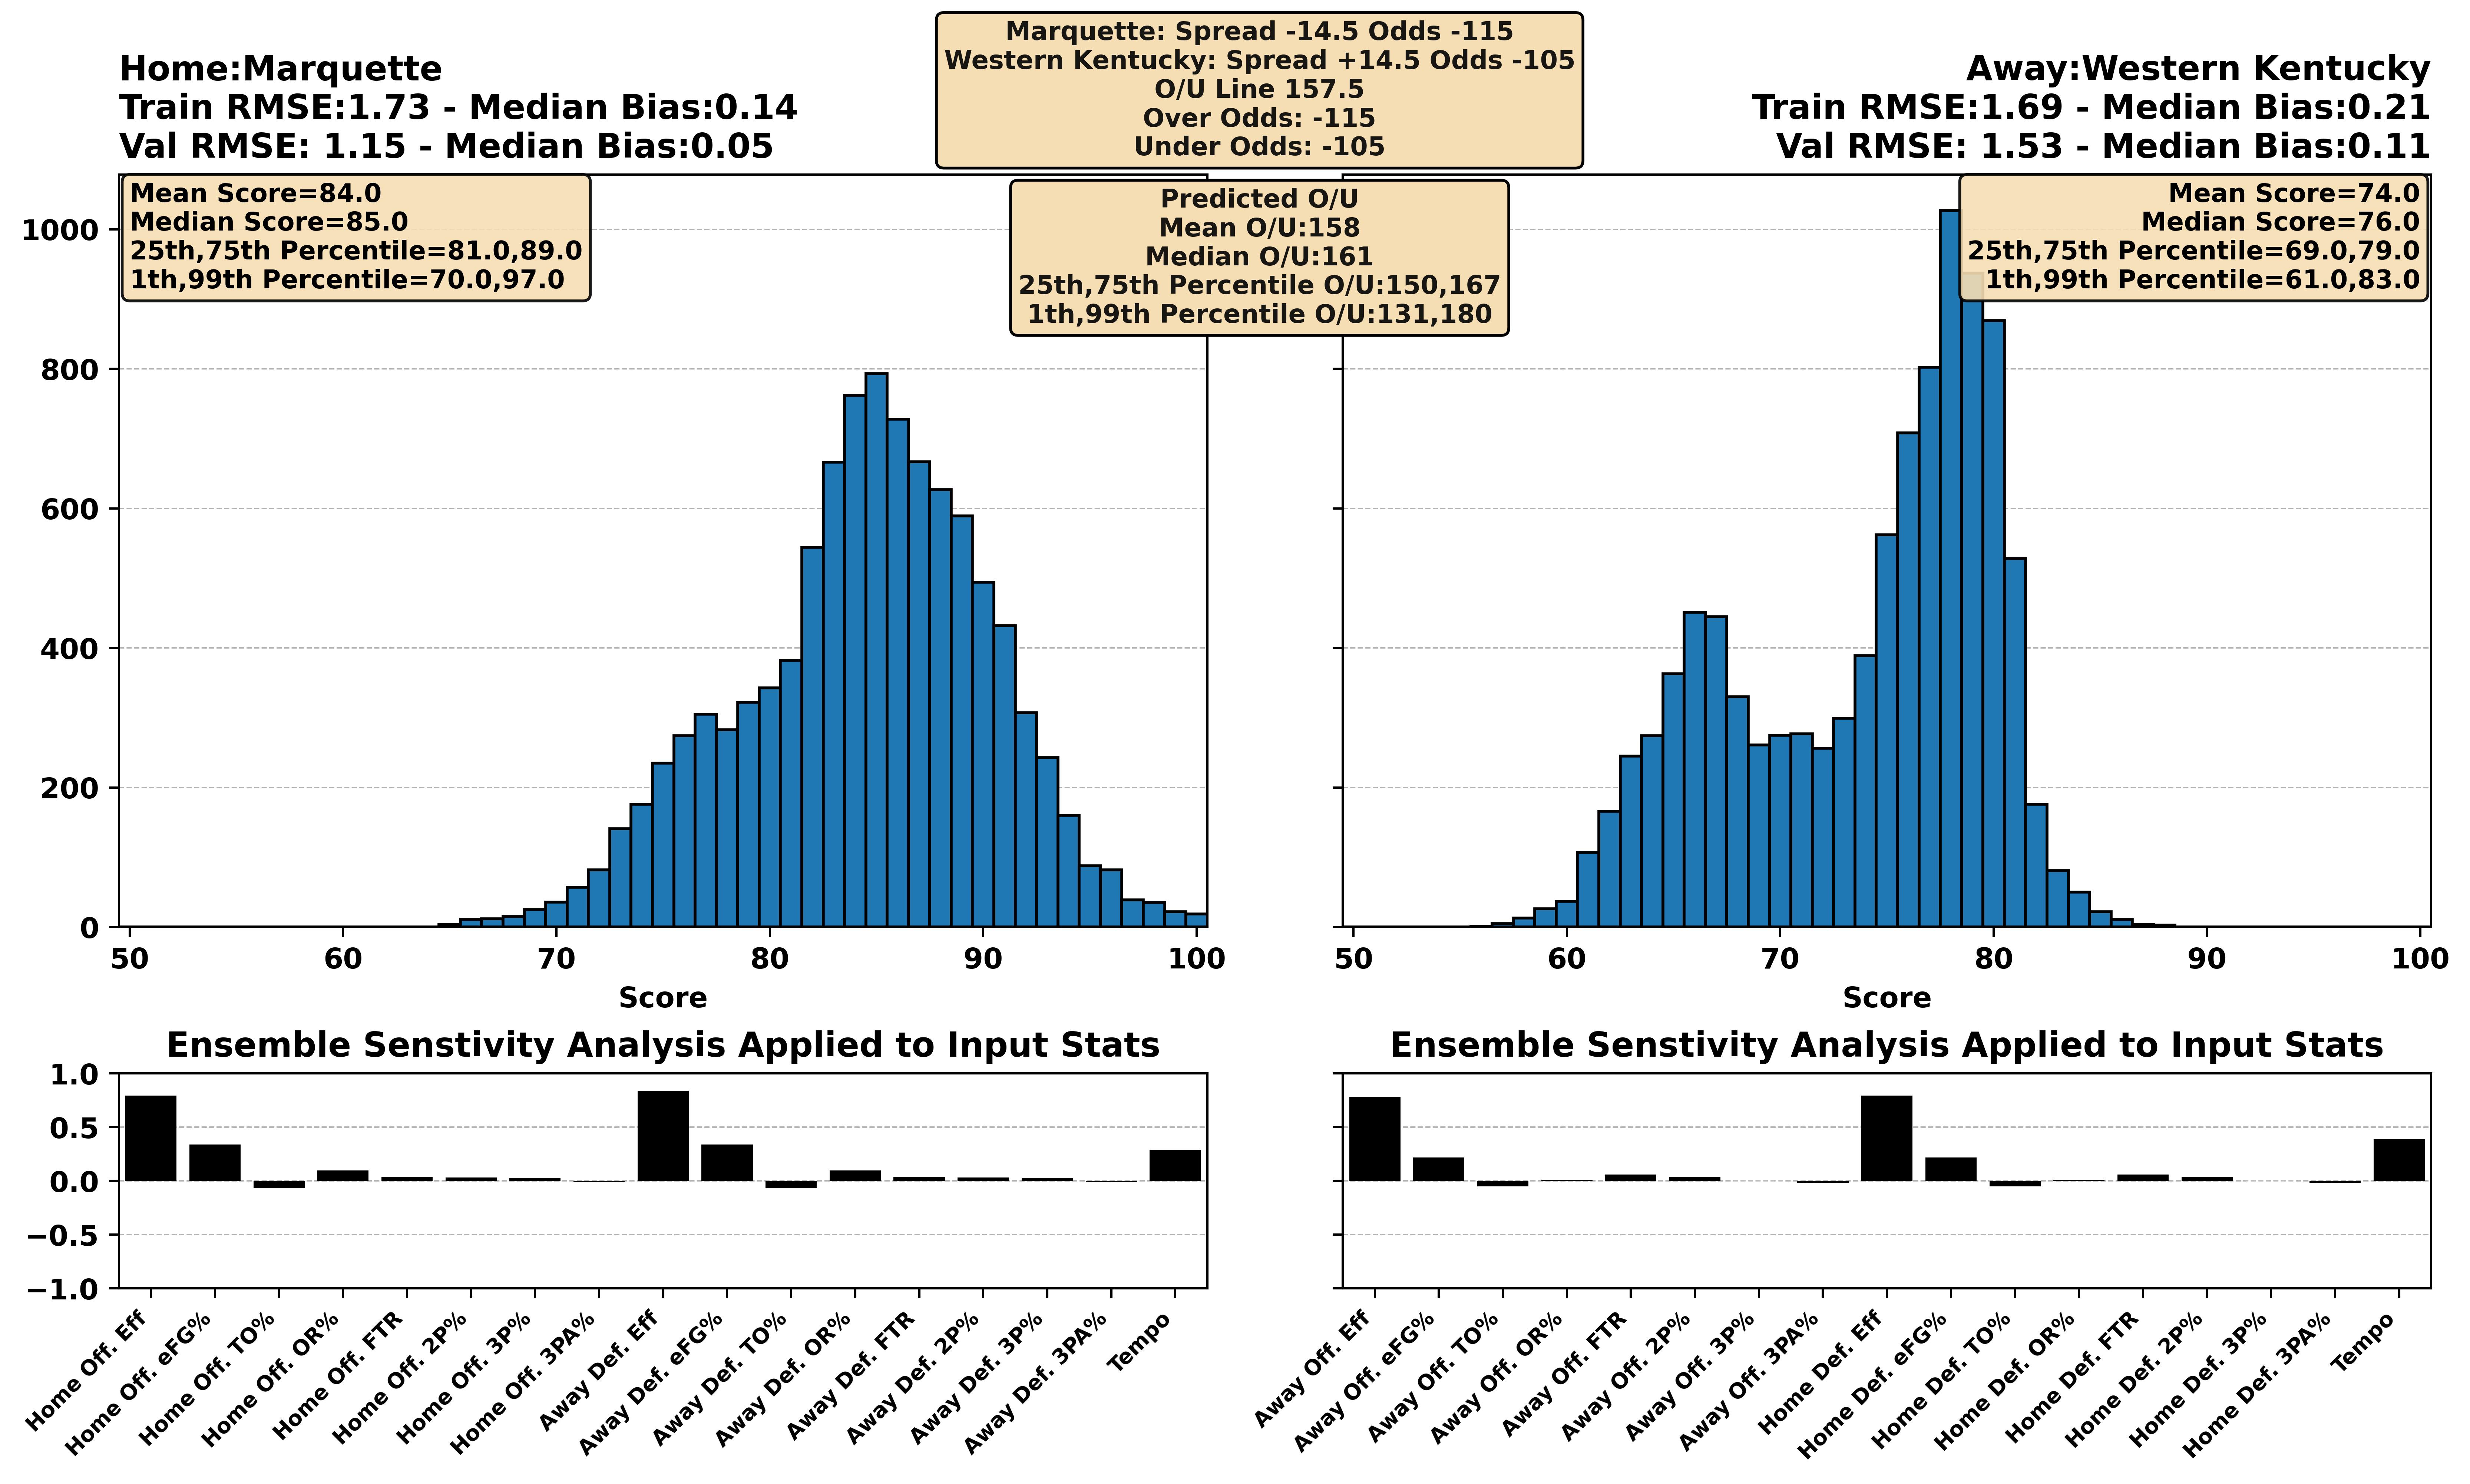 Marquette: Spread -14.5 Odds -115
Western Kentucky: Spread +14.5 Odds -105
O/U Line 157.5
Over Odds: -115
Under Odds: -105
Home:Marquette
Train RMSE:1.73 - Median Bias:0.14
Val RMSE: 1.15 - Median Bias:0.05
Away:Western Kentucky
Train RMSE:1.69 - Median Bias:0.21
Val RMSE: 1.53 - Median Bias:0.11
Mean Score=84.0
Median Score=85.0
25th,75th Percentile=81.0,89.0
1th,99th Percentile=70.0,97.0
Predicted O/U
Mean O/U:158
Median O/U:161
25th,75th Percentile O/U:150,167
1th,99th Percentile O/U:131,180
Mean Score=74.0
Median Score=76.0
25th,75th Percentile=69.0,79.0
1th,99th Percentile=61.0,83.0
1000
800
600
400
200
0
50 60 70 80 90 100
Score
50 60 70 80 90 100
Score
Ensemble Senstivity Analysis Applied to Input Stats
1.0
0.5
0.0
−0.5
−1.0
Home Off. Eff
Home Off. eFG%
Home Off. TO%
Home Off. OR%
Home Off. FTR
Home Off. 2P%
Home Off. 3P%
Home Off. 3PA%
Away Def. Eff
Away Def. eFG%
Away Def. TO%
Away Def. OR%
Away Def. FTR
Away Def. 2P%
Away Def. 3P%
Away Def. 3PA%
Tempo
Ensemble Senstivity Analysis Applied to Input Stats
Away Off. Eff
Away Off. eFG%
Away Off. TO%
Away Off. OR%
Away Off. FTR
Away Off. 2P%
Away Off. 3P%
Away Off. 3PA%
Home Def. Eff
Home Def. eFG%
Home Def. TO%
Home Def. OR%
Home Def. FTR
Home Def. 2P%
Home Def. 3P%
Home Def. 3PA%
Tempo